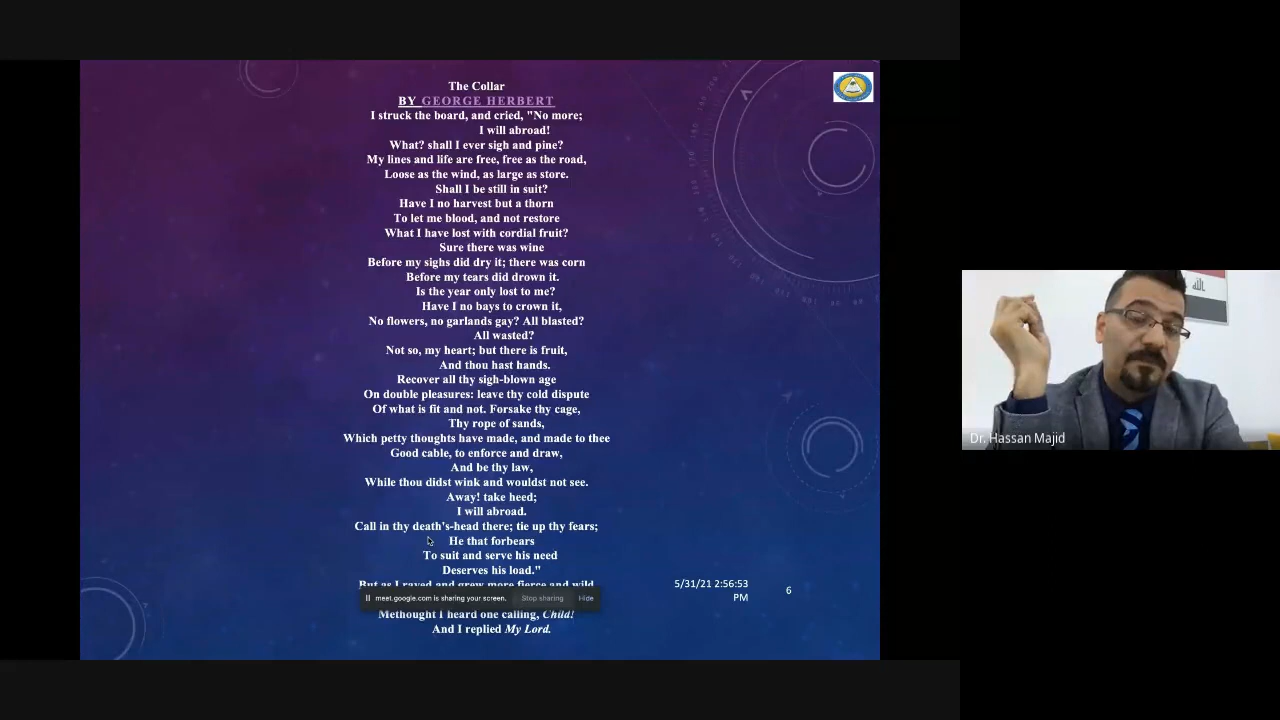 The Collar
BY GEORGE HERBERT
I struck the board, and cried, "No more;
I will abroad!
What? shall I ever sigh and pine?
My lines and life are free, free as the road,
Loose as the wind, as large as store.
Shall I be still in suit?
Have I no harvest but a thorn
To let me blood, and not restore
What I have lost with cordial fruit?
Sure there was wine
Before my sighs did dry it; there was corn
Before my tears did drown it.
Is the year only lost to me?
Have I no bays to crown it,
No flowers, no garlands gay? All blasted?
All wasted?
Not so, my heart; but there is fruit,
And thou hast hands.
Recover all thy sigh-blown age
On double pleasures: leave thy cold dispute
Of what is fit and not. Forsake thy cage,
Thy rope of sands,
Which petty thoughts have made, and made to thee
Good cable, to enforce and draw,
And be thy law,
While thou didst wink and wouldst not see.
Away! take heed;
I will abroad.
Call in thy death's-head there; tie up thy fears;
He that forbears
To suit and serve his need
Deserves his load."
But as I raved and grew more fierce and wild
meet.google.com is sharing your screen. Stop sharing Hide
Methought I heard one calling, Child!
And I replied My Lord.
5/31/21 2:56:53
PM
6
Dr. Hassan Majid